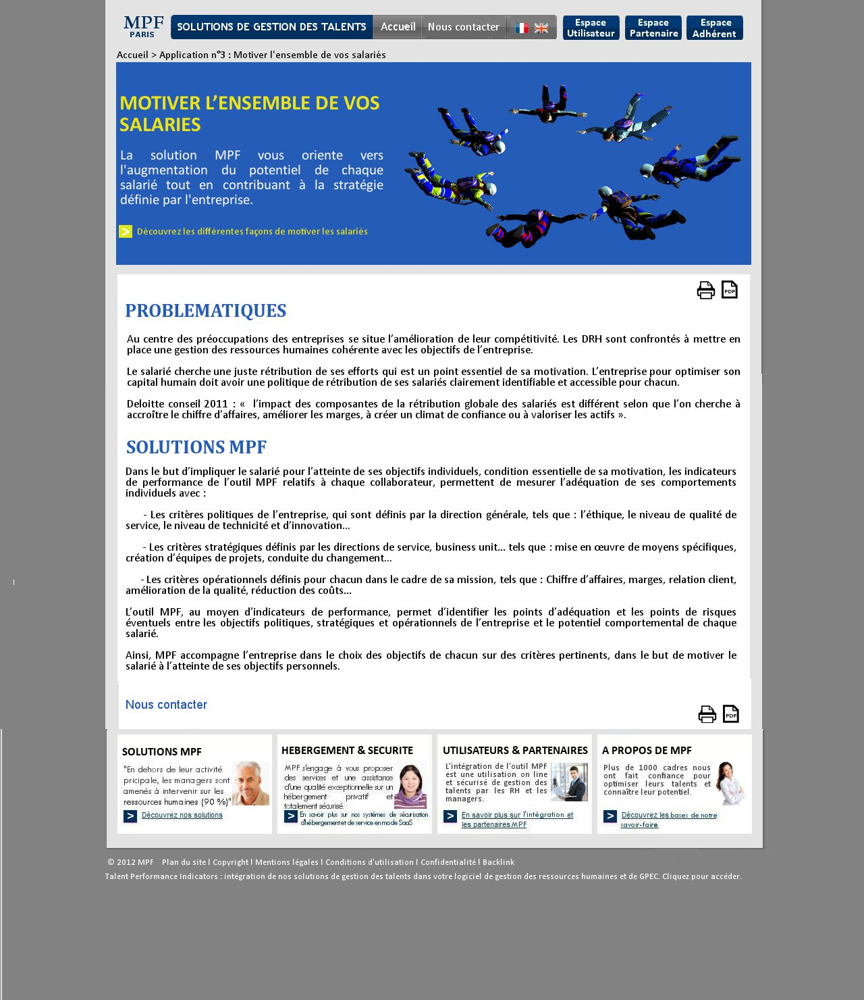 MPF
PARIS
SOLUTIONS DE GESTION DES TALENTS
Accueil
Nous contacter
Espace
Utilisateur
Espace
Partenaire
Espace
Adhérent
Accueil > Application n°3 : Motiver l'ensemble de vos salariés
MOTIVER L’ENSEMBLE DE VOS
SALARIES
La solution MPF vous oriente vers
l'augmentation du potentiel de chaque
salarié tout en contribuant à la stratégie
définie par l'entreprise.
> Découvrez les différentes façons de motiver les salariés
PDF
PROBLEMATIQUES
Au centre des préoccupations des entreprises se situe l’amélioration de leur compétitivité. Les DRH sont confrontés à mettre en
place une gestion des ressources humaines cohérente avec les objectifs de l’entreprise.
Le salarié cherche une juste rétribution de ses efforts qui est un point essentiel de sa motivation. L’entreprise pour optimiser son
capital humain doit avoir une politique de rétribution de ses salariés clairement identifiable et accessible pour chacun.
Deloitte conseil 2011 : « l’impact des composantes de la rétribution globale des salariés est différent selon que l’on cherche à
accroître le chiffre d’affaires, améliorer les marges, à créer un climat de confiance ou à valoriser les actifs ».
SOLUTIONS MPF
Dans le but d’impliquer le salarié pour l’atteinte de ses objectifs individuels, condition essentielle de sa motivation, les indicateurs
de performance de l’outil MPF relatifs à chaque collaborateur, permettent de mesurer l’adéquation de ses comportements
individuels avec :
- Les critères politiques de l’entreprise, qui sont définis par la direction générale, tels que : l’éthique, le niveau de qualité de
service, le niveau de technicité et d’innovation...
- Les critères stratégiques définis par les directions de service, business unit... tels que : mise en œuvre de moyens spécifiques,
création d’équipes de projets, conduite du changement...
- Les critères opérationnels définis pour chacun dans le cadre de sa mission, tels que : Chiffre d’affaires, marges, relation client,
amélioration de la qualité, réduction des coûts...
L’outil MPF, au moyen d’indicateurs de performance, permet d’identifier les points d’adéquation et les points de risques
éventuels entre les objectifs politiques, stratégiques et opérationnels de l’entreprise et le potentiel comportemental de chaque
salarié.
Ainsi, MPF accompagne l’entreprise dans le choix des objectifs de chacun sur des critères pertinents, dans le but de motiver le
salarié à l’atteinte de ses objectifs personnels.
Nous contacter
PDF
SOLUTIONS MPF
"En dehors de leur activité
pricipale, les managers sont
amenés à intervenir sur les
ressources humaines (90 %)"
> Découvrez nos solutions
HEBERGEMENT & SECURITE
MPF s'engage à vous proposer
des services et une assistance
d'une qualité exceptionnelle sur un
hébergement privatif et
totalement sécurisé.
> En savoir plus sur nos systèmes de sécurisation
d'hébergement et de service en mode SaaS
UTILISATEURS & PARTENAIRES
L'intégration de l'outil MPF
est une utilisation on line
et sécurisé de gestion des
talents par les RH et les
managers.
> En savoir plus sur l'intégration et
les partenaires MPF
A PROPOS DE MPF
Plus de 1000 cadres nous
ont fait confiance pour
optimiser leurs talents et
connaître leur potentiel.
> Découvrez les bases de notre
savoir-faire
© 2012 MPF Plan du site l Copyright l Mentions légales l Conditions d'utilisation l Confidentialité l Backlink
Talent Performance Indicators : intégration de nos solutions de gestion des talents dans votre logiciel de gestion des ressources humaines et de GPEC. Cliquez pour accéder.